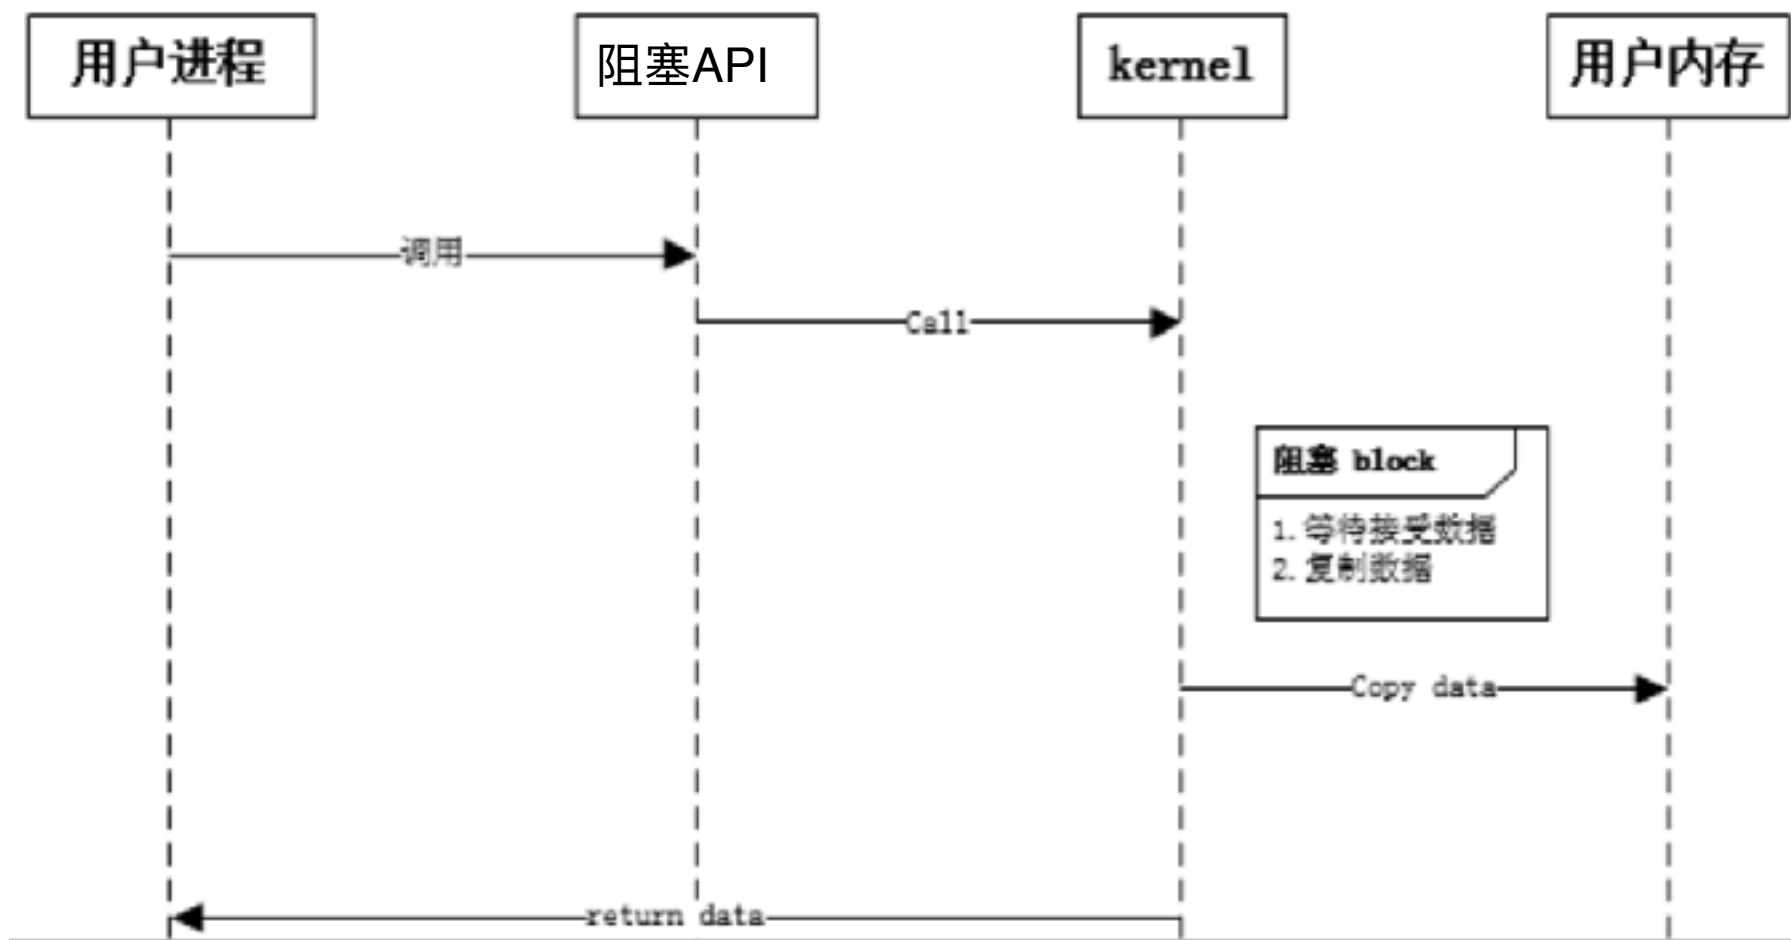 用户进程
阻塞API
kernel
用户内存
调用
Call
阻塞 block
1.等待接受数据
2.复制数据
Copy data
return data